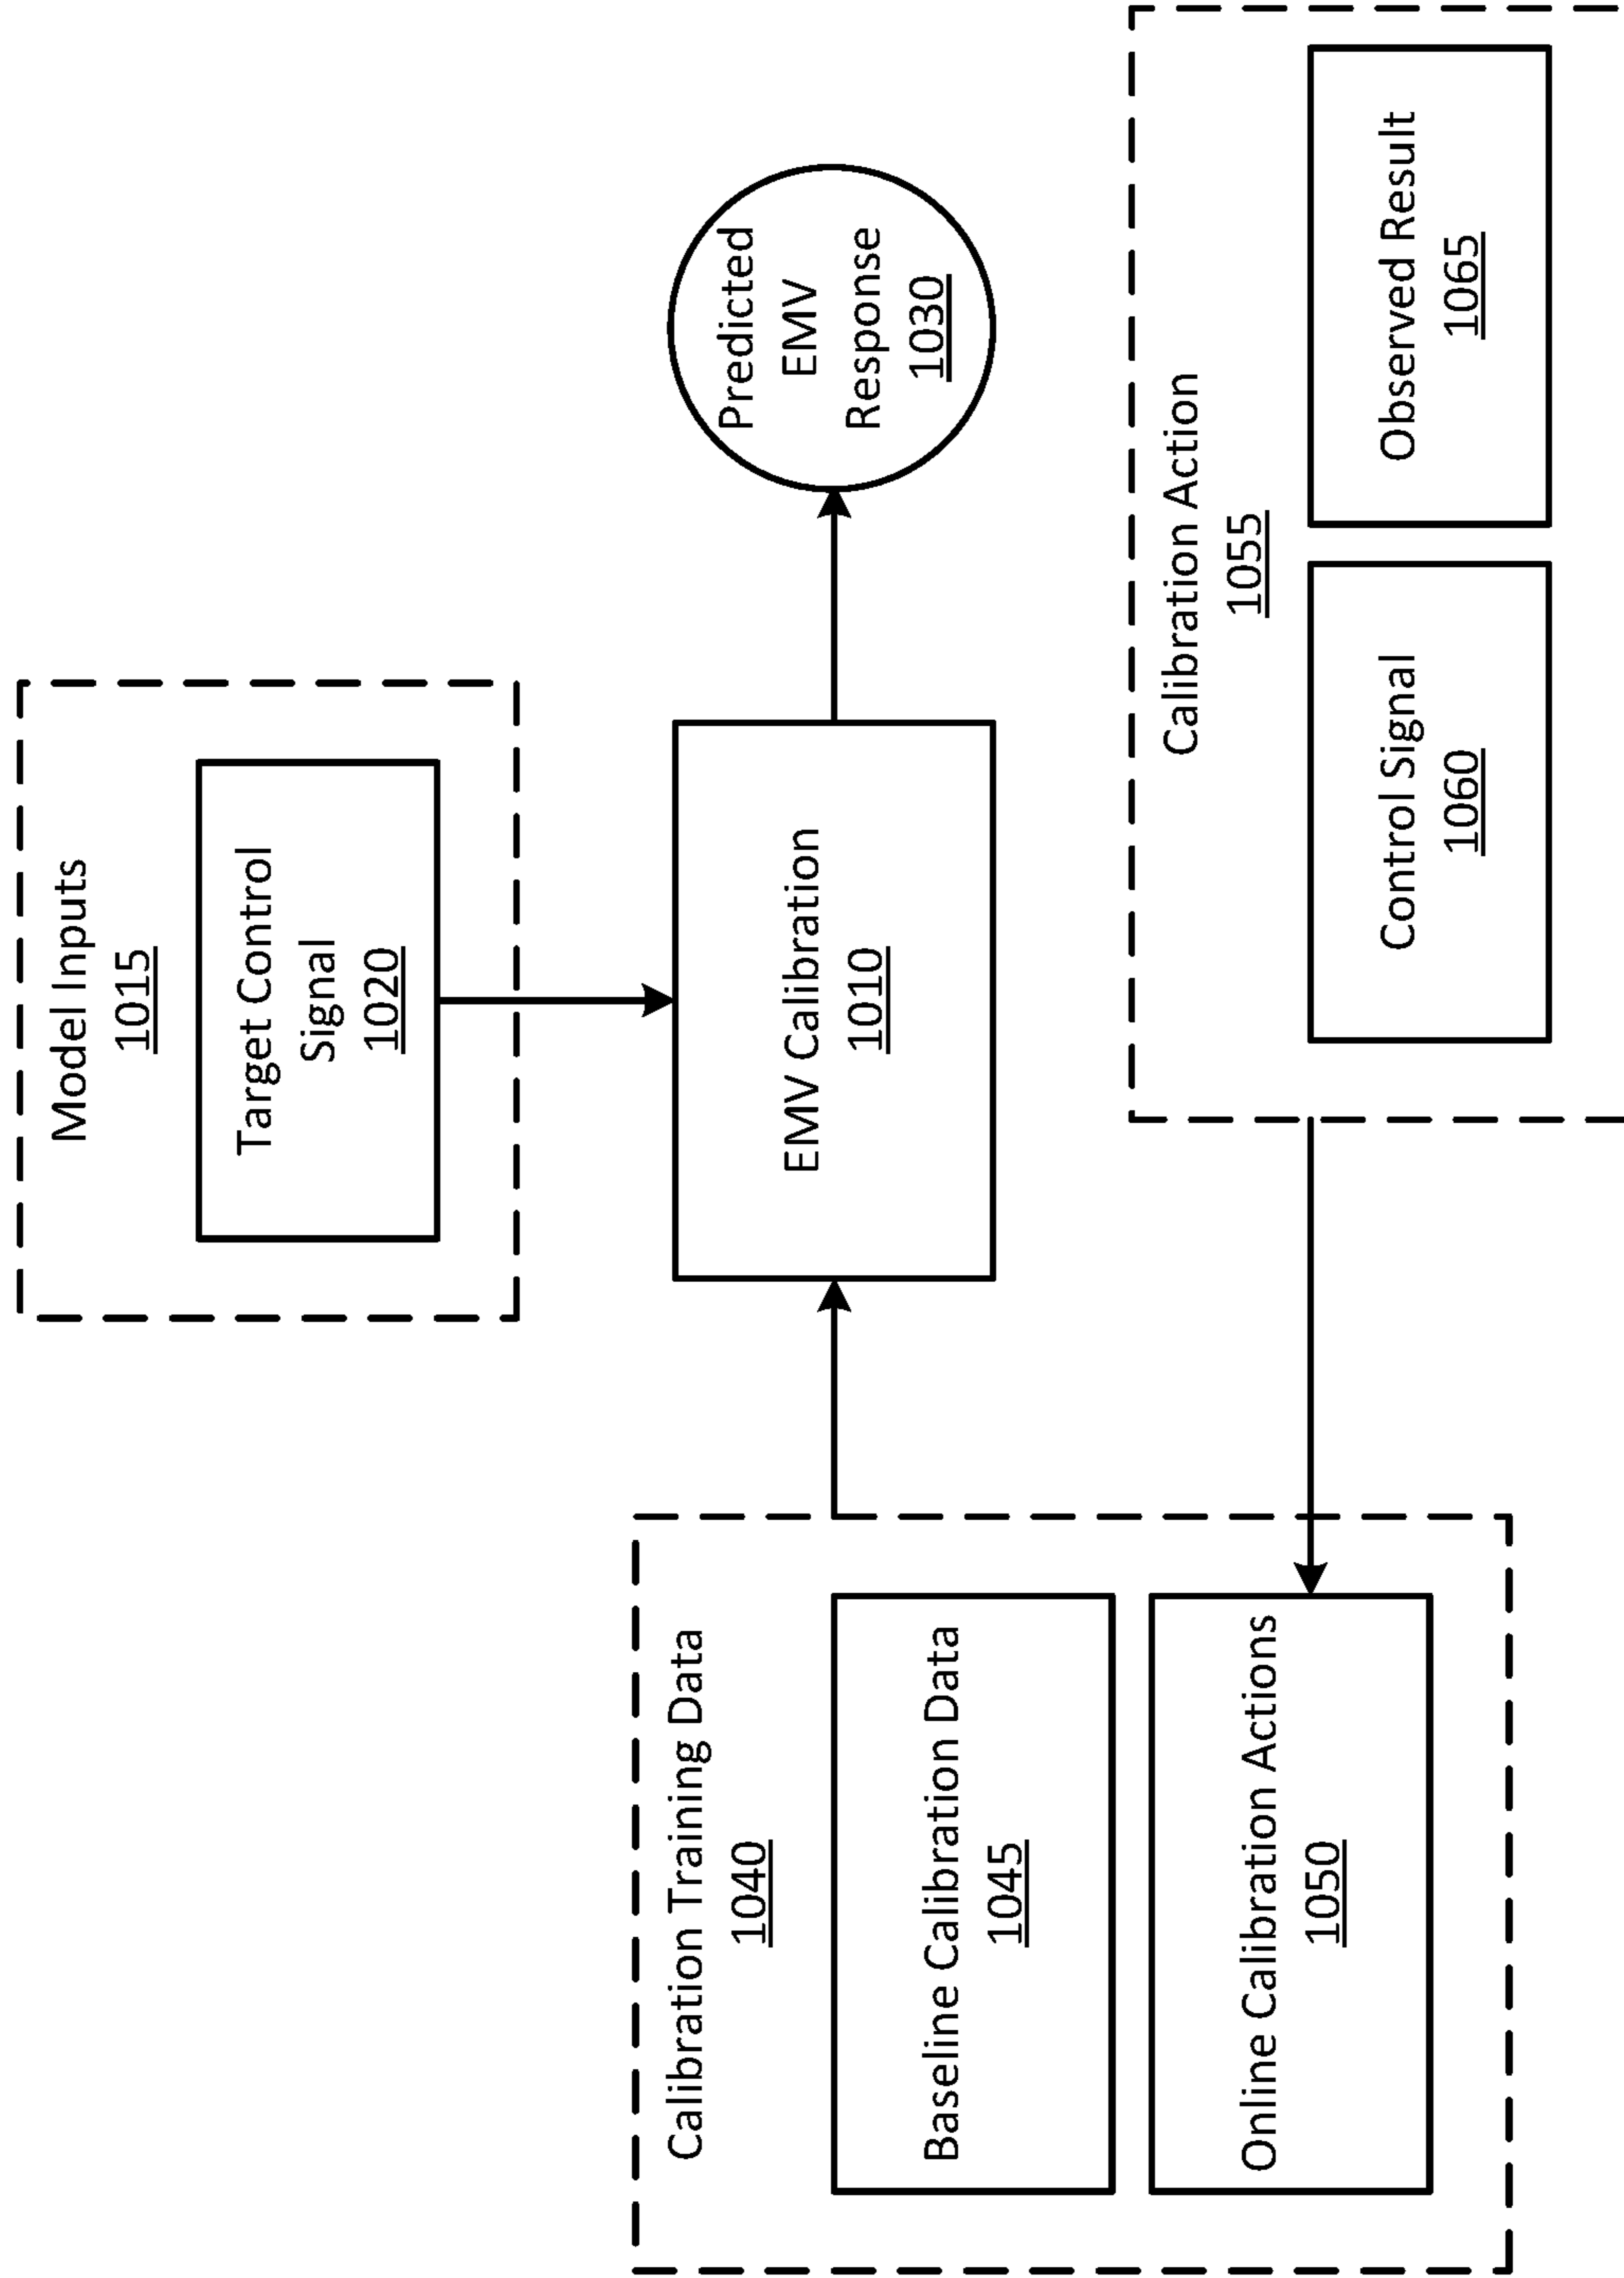 Model Inputs
1015
Target Control
Signal
1020
Calibration Training Data
1040
Baseline Calibration Data
1045
Online Calibration Actions
1050
EMV Calibration
1010
Predicted
EMV
Response
1030
Calibration Action
1055
Control Signal
1060
Observed Result
1065